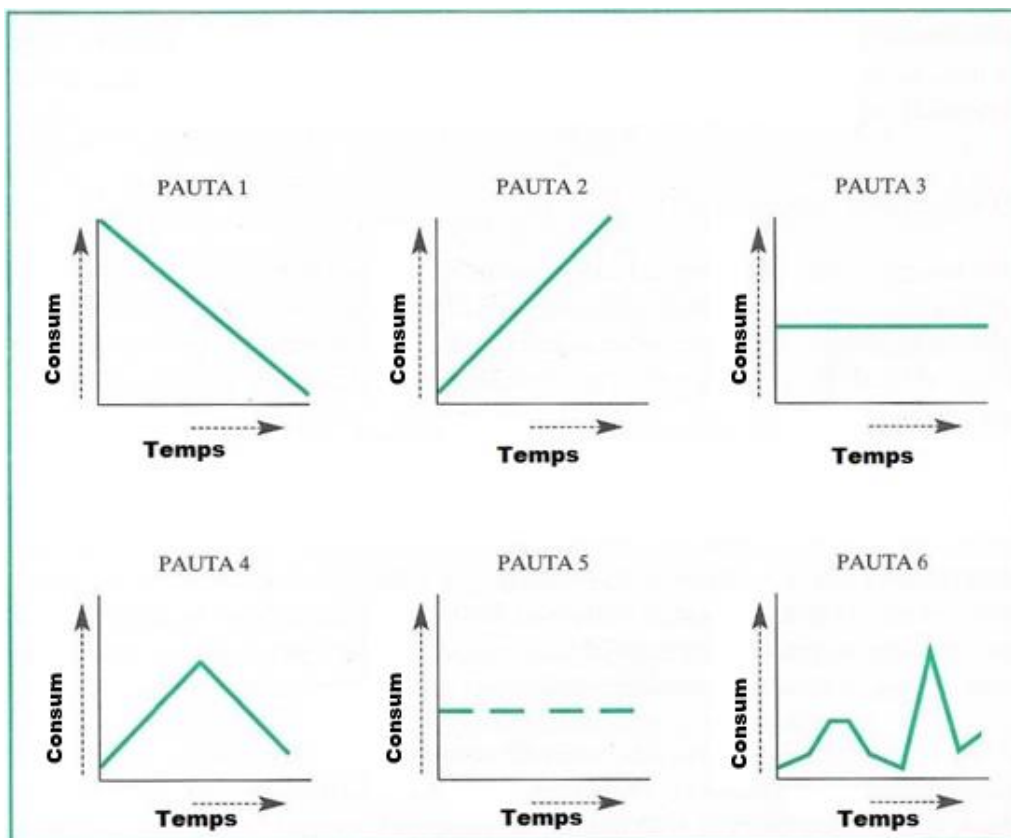 PAUTA 1
PAUTA 2
PAUTA 3
Consum
Consum
Consum
Temps
Temps
Temps
PAUTA 4
PAUTA 5
PAUTA 6
Consum
Consum
Consum
Temps
Temps
Temps